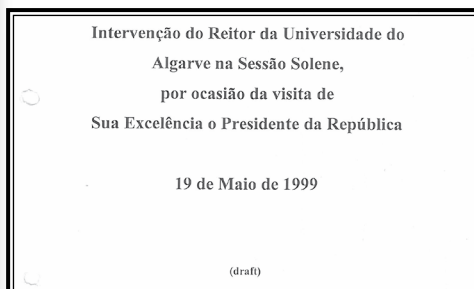 Intervenção do Reitor da Universidade do
Algarve na Sessão Solene,
por ocasião da visita de
Sua Excelência o Presidente da República
19 de Maio de 1999
(draft)